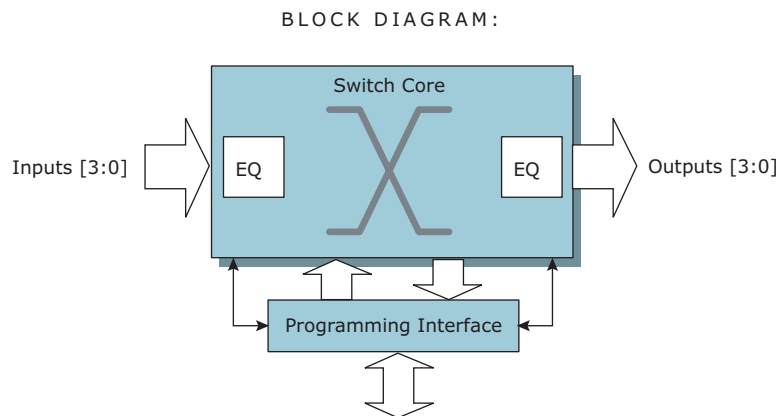 BLOCK DIAGRAM:
Switch Core
Inputs [3:0]
EQ
EQ
Outputs [3:0]
Programming Interface